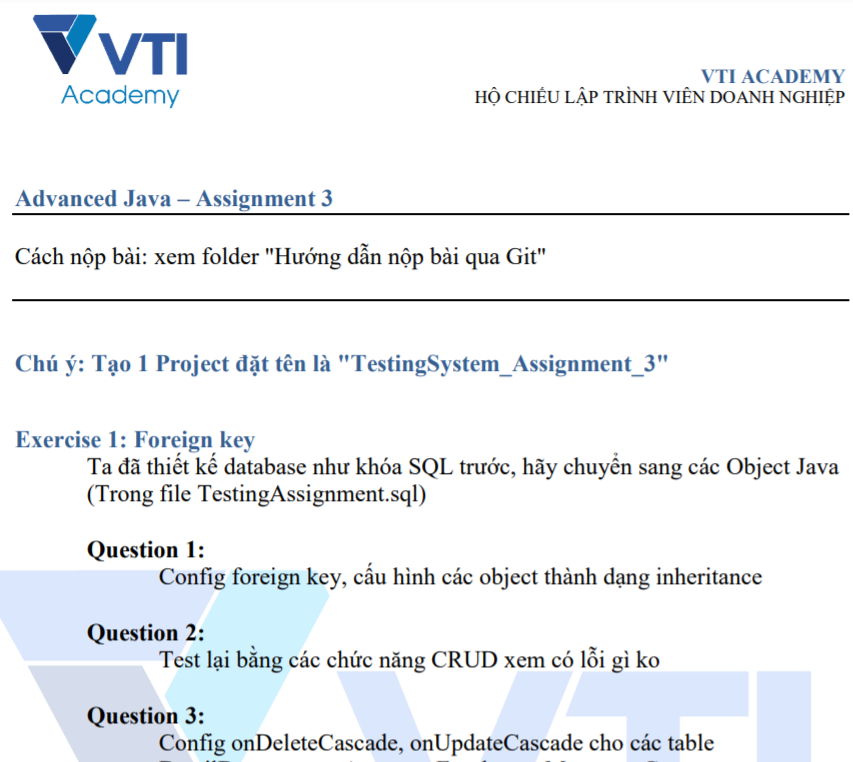 VTI
Academy
VTI ACADEMY
HỘ CHIẾU LẬP TRÌNH VIÊN DOANH NGHIỆP
Advanced Java – Assignment 3
Cách nộp bài: xem folder "Hướng dẫn nộp bài qua Git"
Chú ý: Tạo 1 Project đặt tên là "TestingSystem_Assignment_3"
Exercise 1: Foreign key
Ta đã thiết kế database như khóa SQL trước, hãy chuyển sang các Object Java
(Trong file TestingAssignment.sql)
Question 1:
Config foreign key, cấu hình các object thành dạng inheritance
Question 2:
Test lại bằng các chức năng CRUD xem có lỗi gì ko
Question 3:
Config onDeleteCascade, onUpdateCascade cho các table
VTI